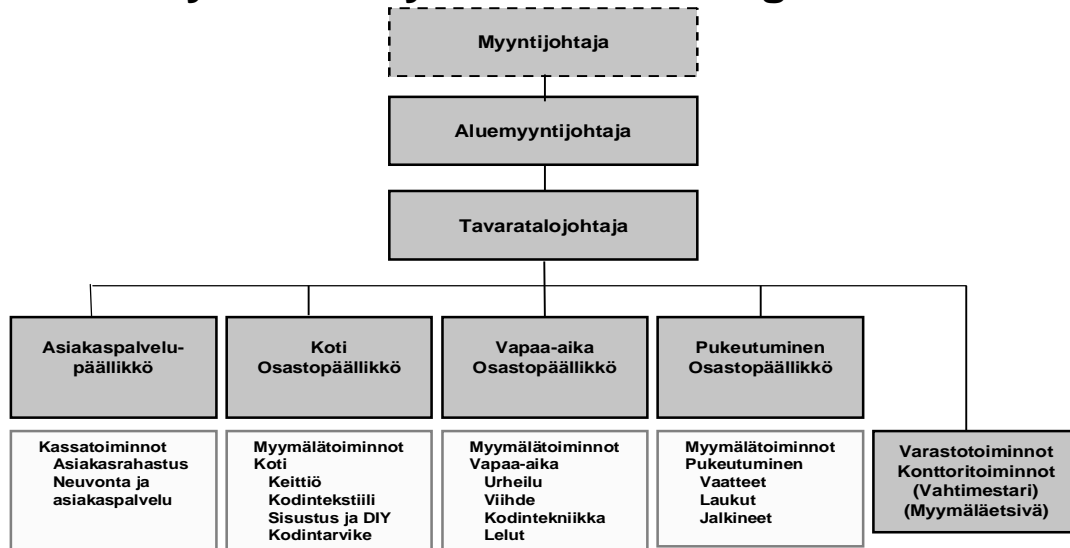 Myyntijohtaja
Aluemyyntijohtaja
Tavaratalojohtaja
Asiakaspalvelu-
päällikkö
Koti
Osastopäällikkö
Vapaa-aika
Osastopäällikkö
Pukeutuminen
Osastopäällikkö
Kassatoiminnot
Asiakasrahastus
Neuvonta ja
asiakaspalvelu
Myymälätoiminnot
Koti
Keittiö
Kodintekstiili
Sisustus ja DIY
Kodintarvike
Myymälätoiminnot
Vapaa-aika
Urheilu
Viihde
Kodintekniikka
Lelut
Myymälätoiminnot
Pukeutuminen
Vaatteet
Laukut
Jalkineet
Varastotoiminnot
Konttoritoiminnot
(Vahtimestari)
(Myymäläetsivä)